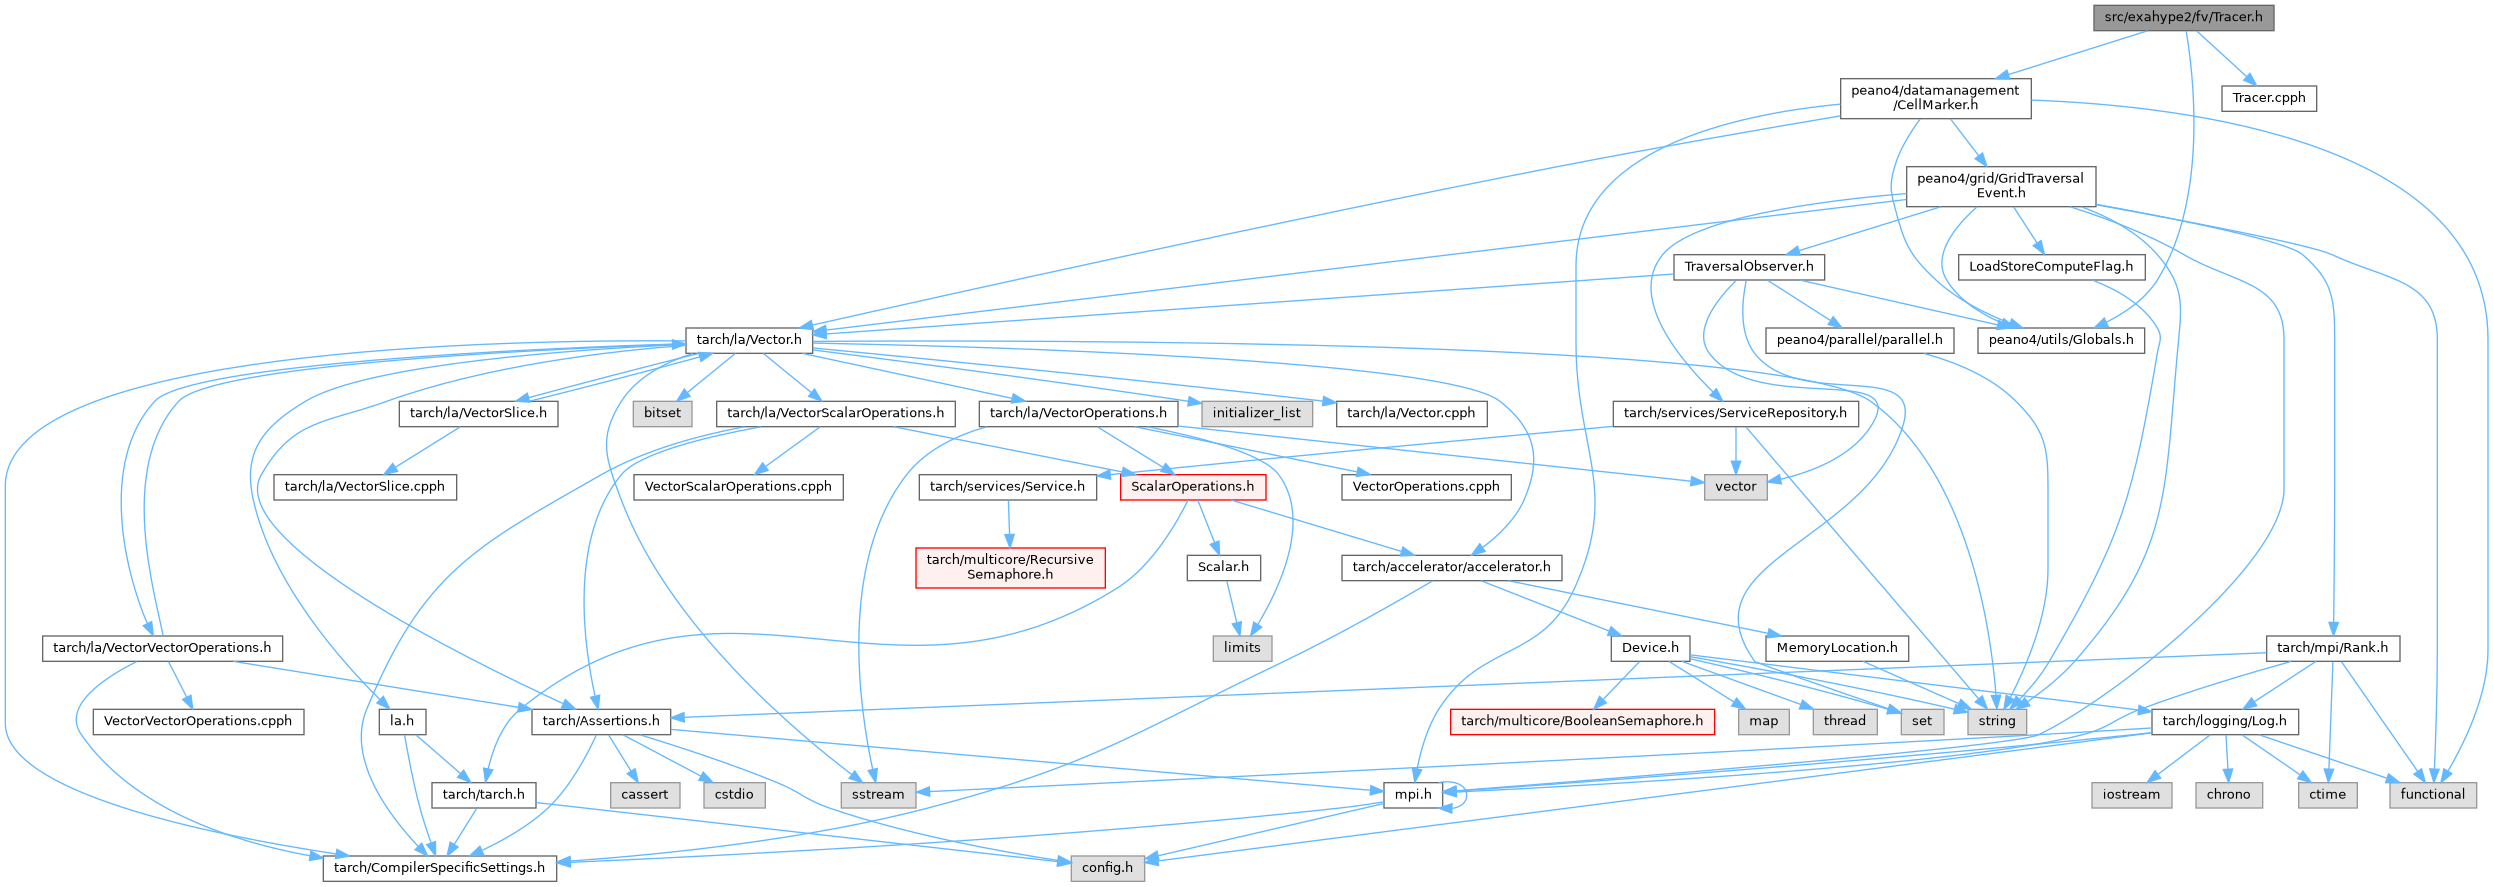 src/exahype2/fv/Tracer.h
peano4/datamanagement
/CellMarker.h
Tracer.cpph
peano4/grid/GridTraversal
Event.h
TraversalObserver.h
LoadStoreComputeFlag.h
tarch/la/Vector.h
peano4/parallel/parallel.h
peano4/utils/Globals.h
tarch/la/VectorSlice.h
bitset
tarch/la/VectorScalarOperations.h
tarch/la/VectorOperations.h
initializer_list
tarch/la/Vector.cpph
tarch/services/ServiceRepository.h
tarch/la/VectorSlice.cpph
VectorScalarOperations.cpph
tarch/services/Service.h
ScalarOperations.h
VectorOperations.cpph
vector
tarch/multicore/Recursive
Semaphore.h
Scalar.h
tarch/accelerator/accelerator.h
tarch/la/VectorVectorOperations.h
limits
Device.h
MemoryLocation.h
tarch/mpi/Rank.h
VectorVectorOperations.cpph
la.h
tarch/Assertions.h
tarch/multicore/BooleanSemaphore.h
map
thread
set
string
tarch/logging/Log.h
tarch/tarch.h
cassert
cstdio
sstream
mpi.h
iostream
chrono
ctime
functional
tarch/CompilerSpecificSettings.h
config.h